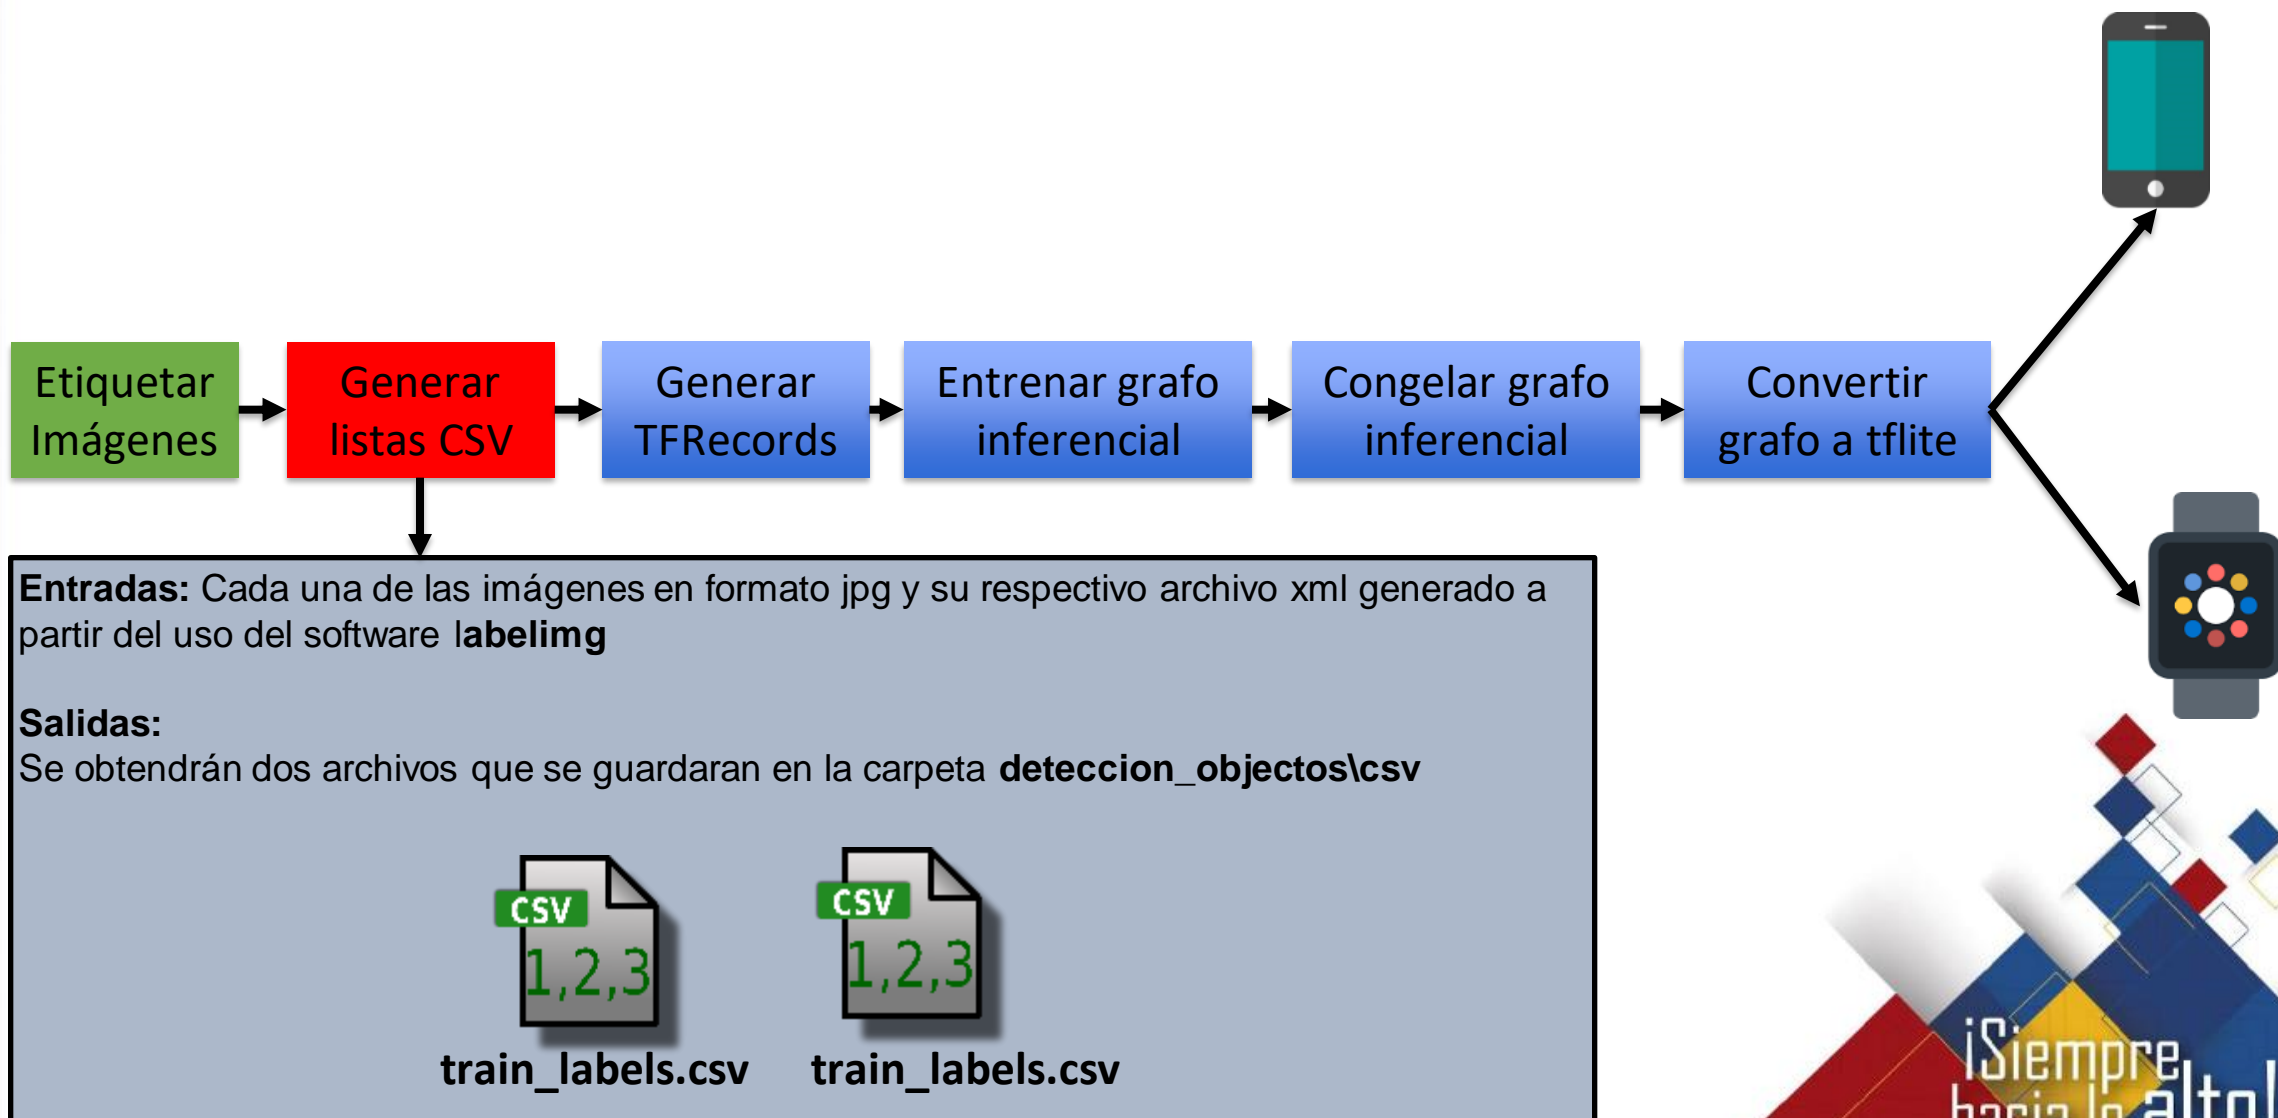 Etiquetar
Imágenes
Generar
listas CSV
Generar
TFRecords
Entrenar grafo
inferencial
Congelar grafo
inferencial
Convertir
grafo a tflite
Entradas: Cada una de las imágenes en formato jpg y su respectivo archivo xml generado a
partir del uso del software labelimg
Salidas:
Se obtendrán dos archivos que se guardaran en la carpeta deteccion_objectos\csv
CSV
1,2,3
CSV
1,2,3
train_labels.csv
train_labels.csv
¡Siempre
hacia lo alto!